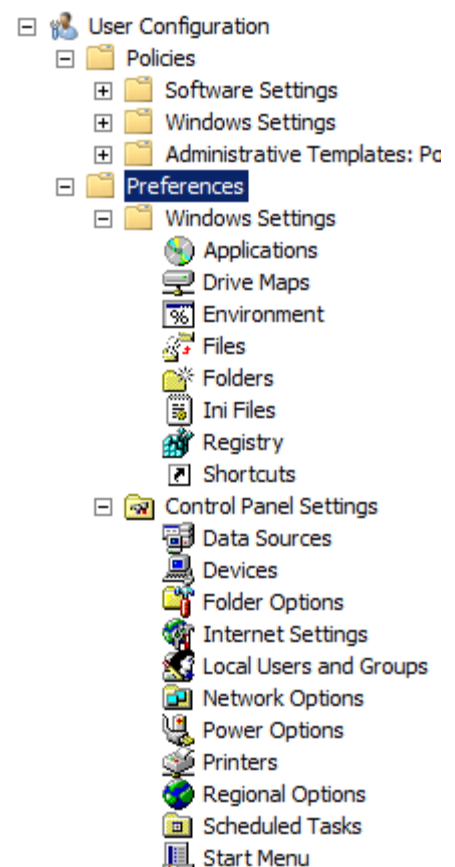 User Configuration
Policies
Software Settings
Windows Settings
Administrative Templates: Po
Preferences
Windows Settings
Applications
Drive Maps
Environment
Files
Folders
Ini Files
Registry
Shortcuts
Control Panel Settings
Data Sources
Devices
Folder Options
Internet Settings
Local Users and Groups
Network Options
Power Options
Printers
Regional Options
Scheduled Tasks
Start Menu